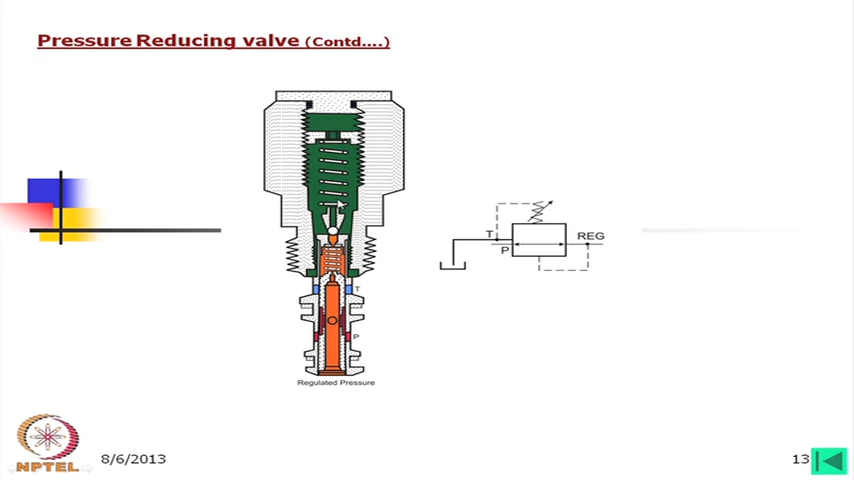 Pressure Reducing valve (Contd....)
T
P
T
P
REG
Regulated Pressure
NPTEL
8/6/2013
13